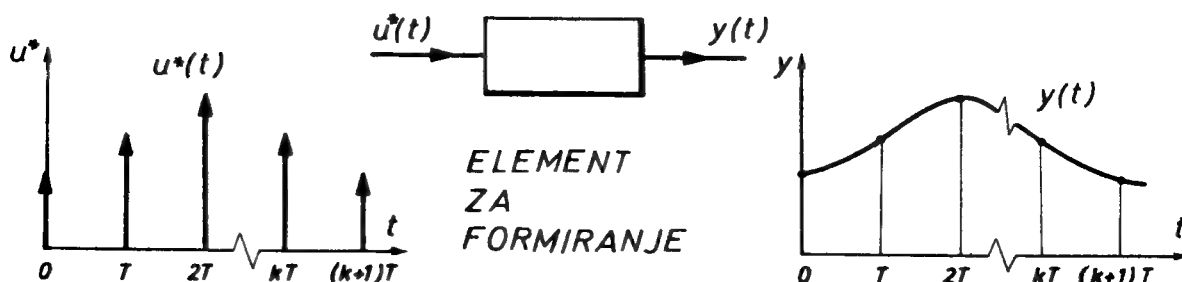 u*
u*(t)
t
0 T 2T kT (k+1)T
u*(t)
y(t)
ELEMENT
ZA
FORMIRANJE
y
y(t)
t
0 T 2T kT (k+1)T